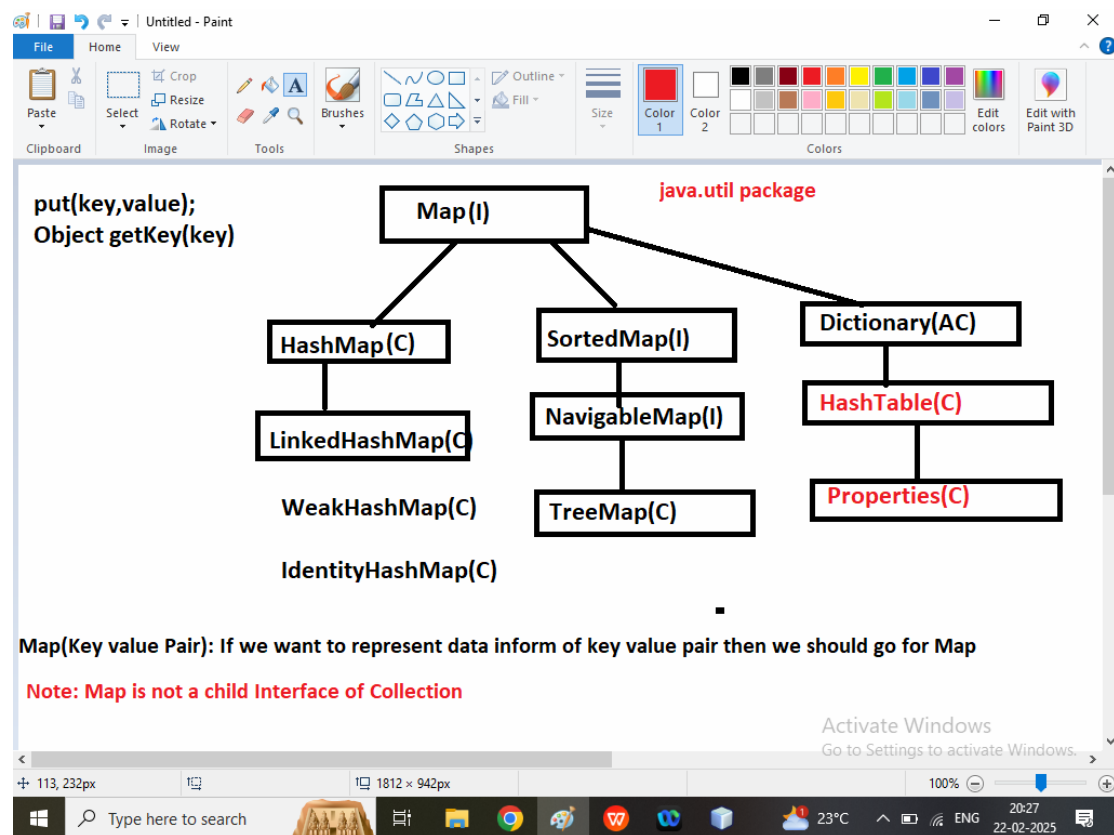 Untitled - Paint
File Home View
Paste
Select
Crop
Resize
Rotate
Brushes
Outline
Fill
Size
Color 1
Color 2
Edit colors
Edit with Paint 3D
Clipboard
Image
Tools
Shapes
Colors
put(key,value);
Object getKey(key)
Map(I)
java.util package
HashMap(C)
SortedMap(I)
Dictionary(AC)
LinkedHashMap(C)
NavigableMap(I)
HashTable(C)
WeakHashMap(C)
TreeMap(C)
Properties(C)
IdentityHashMap(C)
Map(Key value Pair): If we want to represent data inform of key value pair then we should go for Map
Note: Map is not a child Interface of Collection
Activate Windows
Go to Settings to activate Windows.
113, 232px
1812 × 942px
100%
Type here to search
23°C
ENG
20:27
22-02-2025